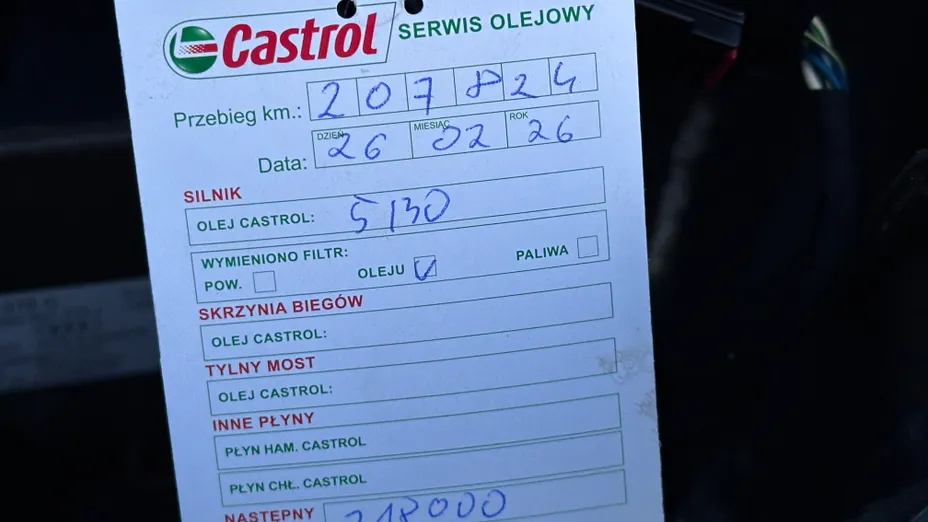 Castrol SERWIS OLEJOWY
Przebieg km.: 207824
DZIEŃ MIESIĄC ROK
Data: 26 02 26
SILNIK
OLEJ CASTROL: 5/30
WYMIENIONO FILTR:
POW. OLEJU PALIWA
SKRZYNIA BIEGÓW
OLEJ CASTROL:
TYLNY MOST
OLEJ CASTROL:
INNE PŁYNY
PŁYN HAM. CASTROL
PŁYN CHŁ. CASTROL
NASTĘPNY 218000